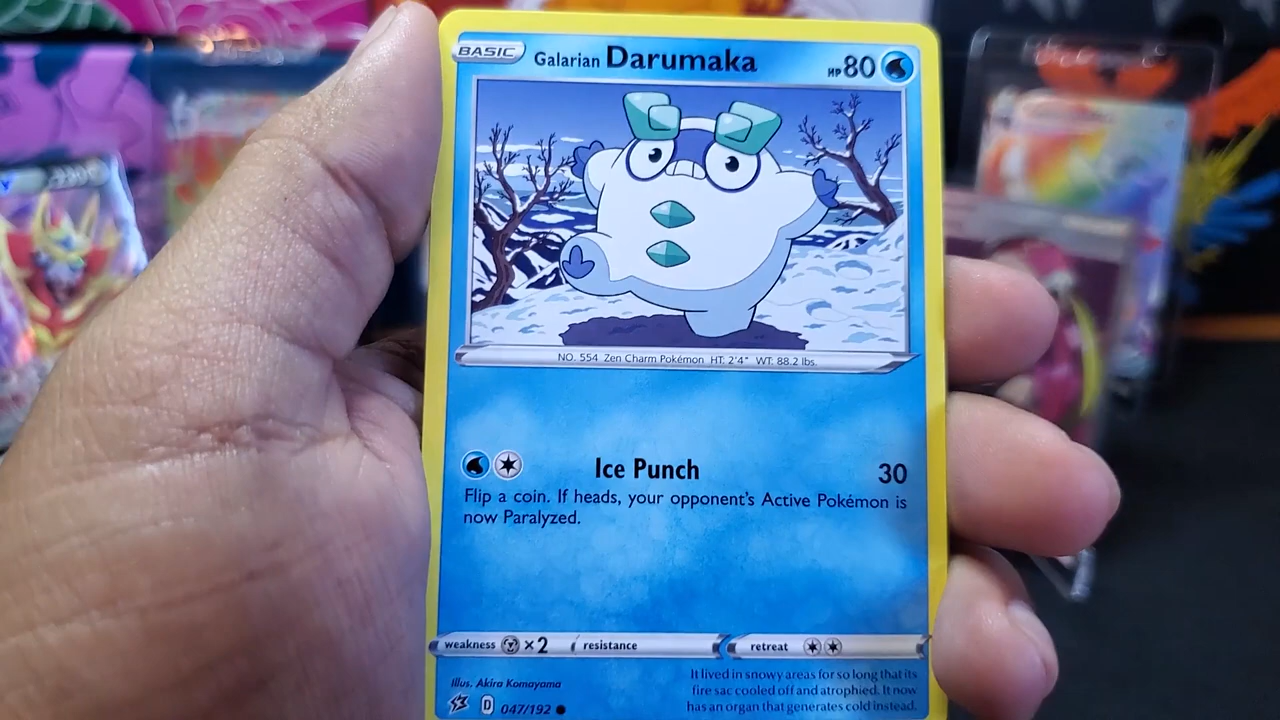 BASIC Galarian Darumaka HP 80
NO. 554 Zen Charm Pokémon HT: 2'4" WT: 88.2 lbs.
Ice Punch 30
Flip a coin. If heads, your opponent's Active Pokémon is
now Paralyzed.
weakness ×2 resistance retreat
Illus. Akira Komayama
It lived in snowy areas for so long that its
fire sac cooled off and atrophied. It now
has an organ that generates cold instead.
D 047/192